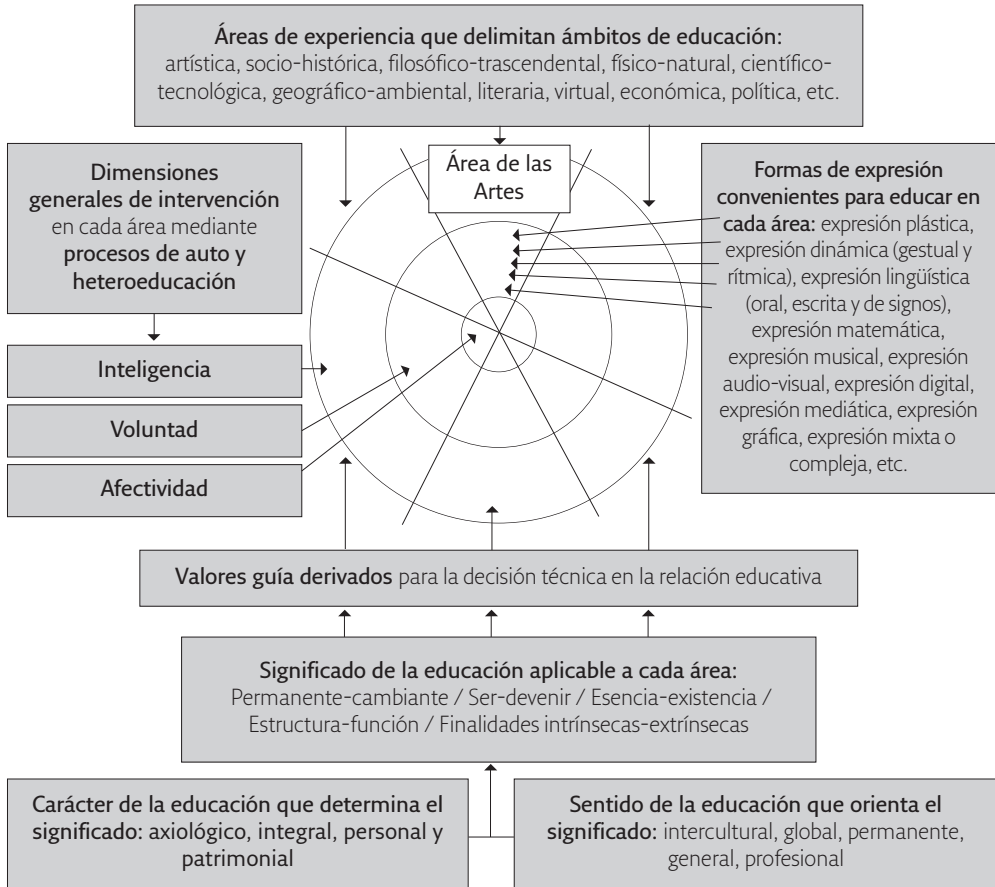 Áreas de experiencia que delimitan ámbitos de educación:
artística, socio-histórica, filosófico-trascendental, físico-natural, científico-
tecnológica, geográfico-ambiental, literaria, virtual, económica, política, etc.
Dimensiones
generales de intervención
en cada área mediante
procesos de auto y
heteroeducación
Inteligencia
Voluntad
Afectividad
Área de las
Artes
Formas de expresión
convenientes para educar en
cada área: expresión plástica,
expresión dinámica (gestual y
rítmica), expresión lingüística
(oral, escrita y de signos),
expresión matemática,
expresión musical, expresión
audio-visual, expresión digital,
expresión mediática, expresión
gráfica, expresión mixta o
compleja, etc.
Valores guía derivados para la decisión técnica en la relación educativa
Significado de la educación aplicable a cada área:
Permanente-cambiante / Ser-devenir / Esencia-existencia /
Estructura-función / Finalidades intrínsecas-extrínsecas
Carácter de la educación que determina el
significado: axiológico, integral, personal y
patrimonial
Sentido de la educación que orienta el
significado: intercultural, global, permanente,
general, profesional